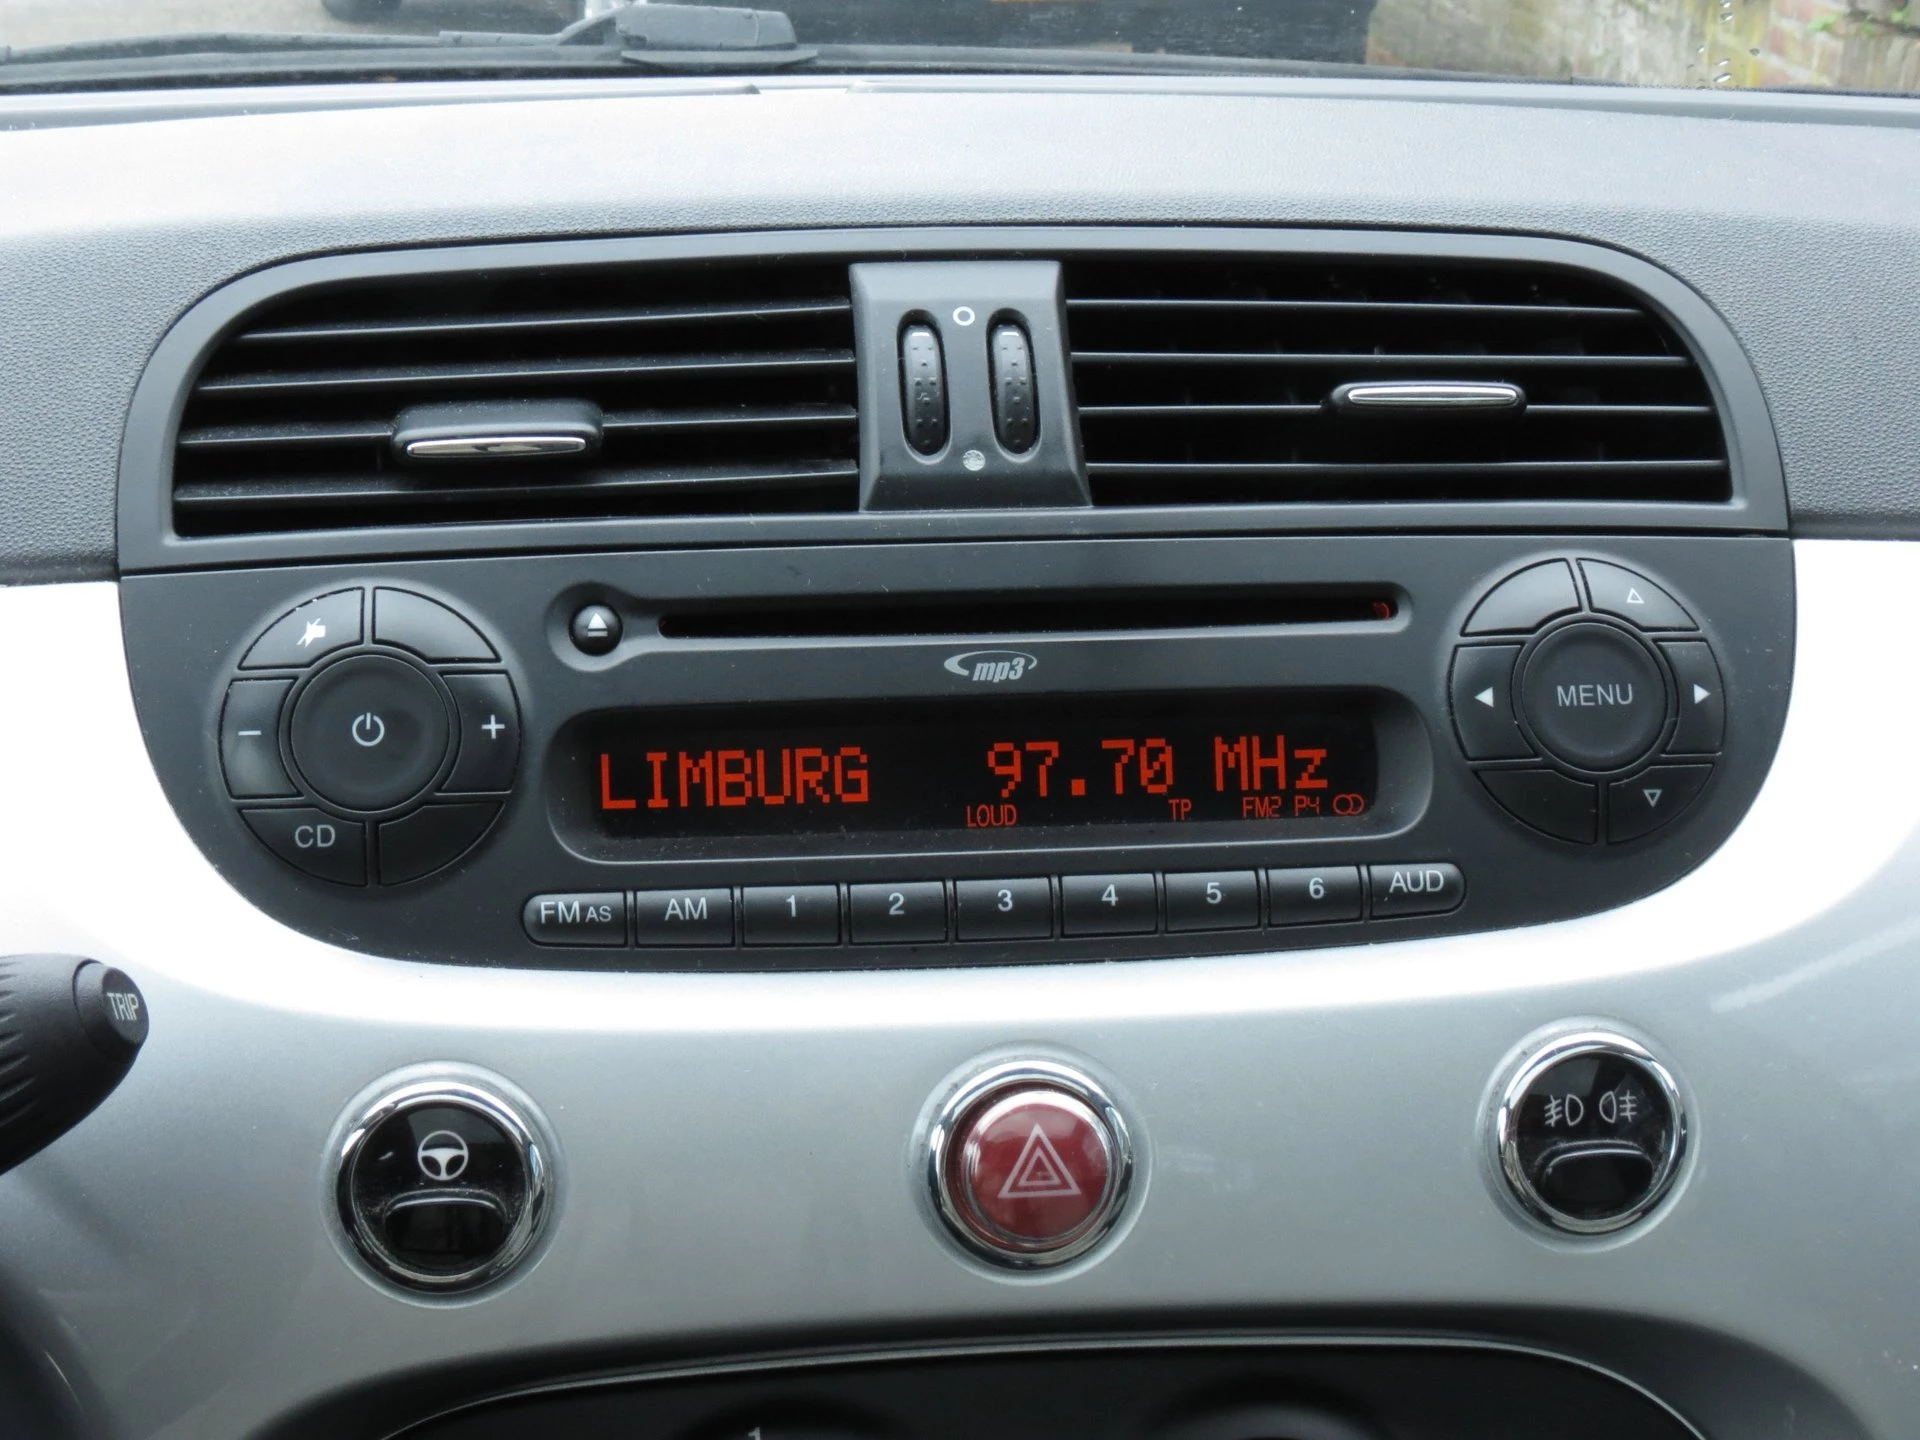 mp3
LIMBURG 97.70 MHz
LOUD TP FM2 P4
MENU
CD
FM AS AM 1 2 3 4 5 6 AUD
TRIP